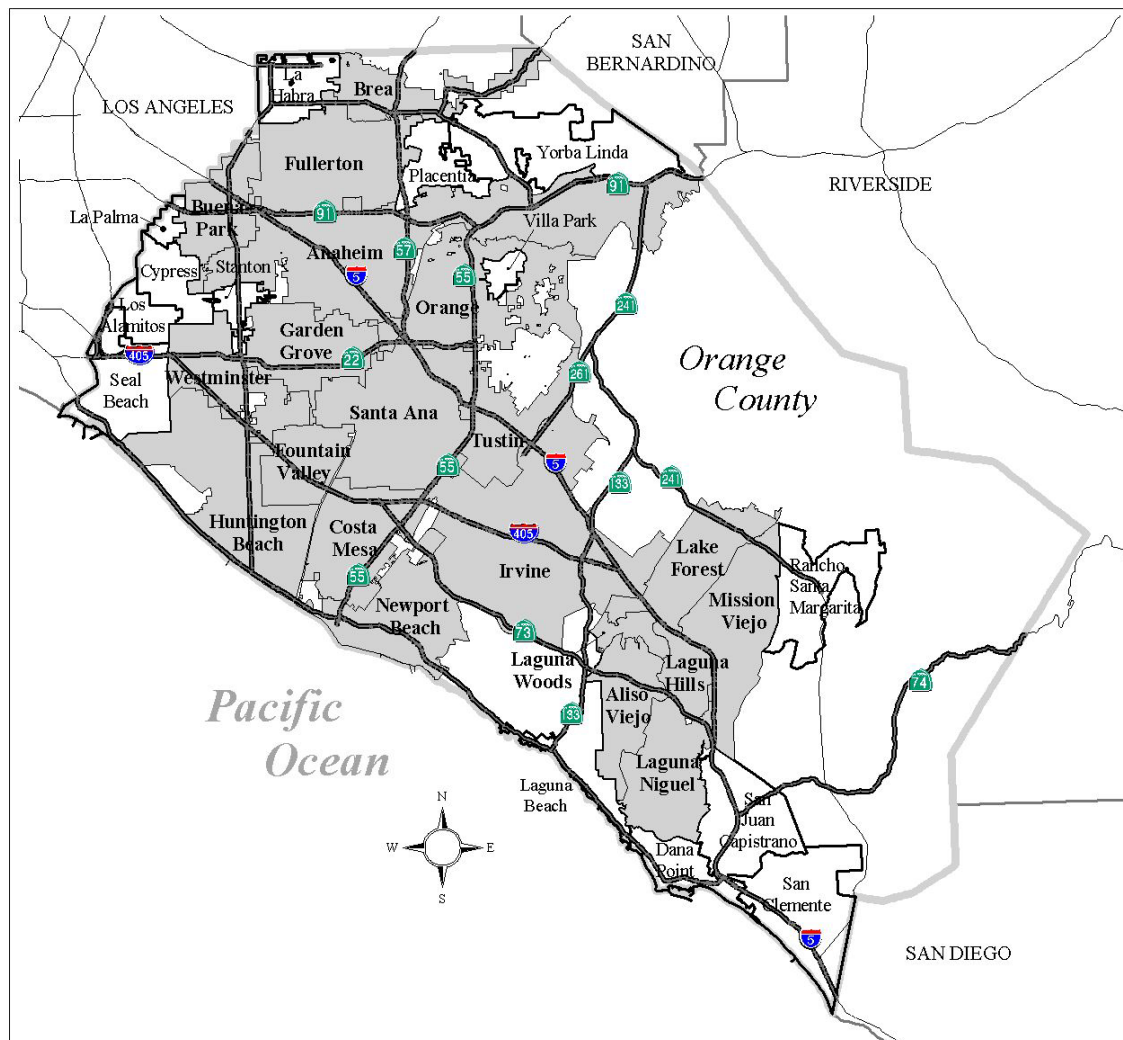 SAN
BERNARDINO
LOS ANGELES
La
Habra
Brea
Yorba Linda
Fullerton
Placentia
RIVERSIDE
91
La Palma
Buena
Park
91
Villa Park
Anaheim
57
Cypress
Stanton
5
55
Orange
241
Los
Alamitos
Garden
Grove
405
22
Orange
County
261
Seal
Beach
Westminster
Santa Ana
Tustin
Fountain
Valley
55
5
133
241
Huntington
Beach
Costa
Mesa
405
Lake
Forest
Irvine
55
Rancho
Santa
Margarita
Mission
Viejo
Newport
Beach
73
Laguna
Woods
Laguna
Hills
74
Aliso
Viejo
133
Pacific
Ocean
Laguna
Niguel
Laguna
Beach
San
Juan
Capistrano
N
W
E
S
Dana
Point
San
Clemente
5
SAN DIEGO